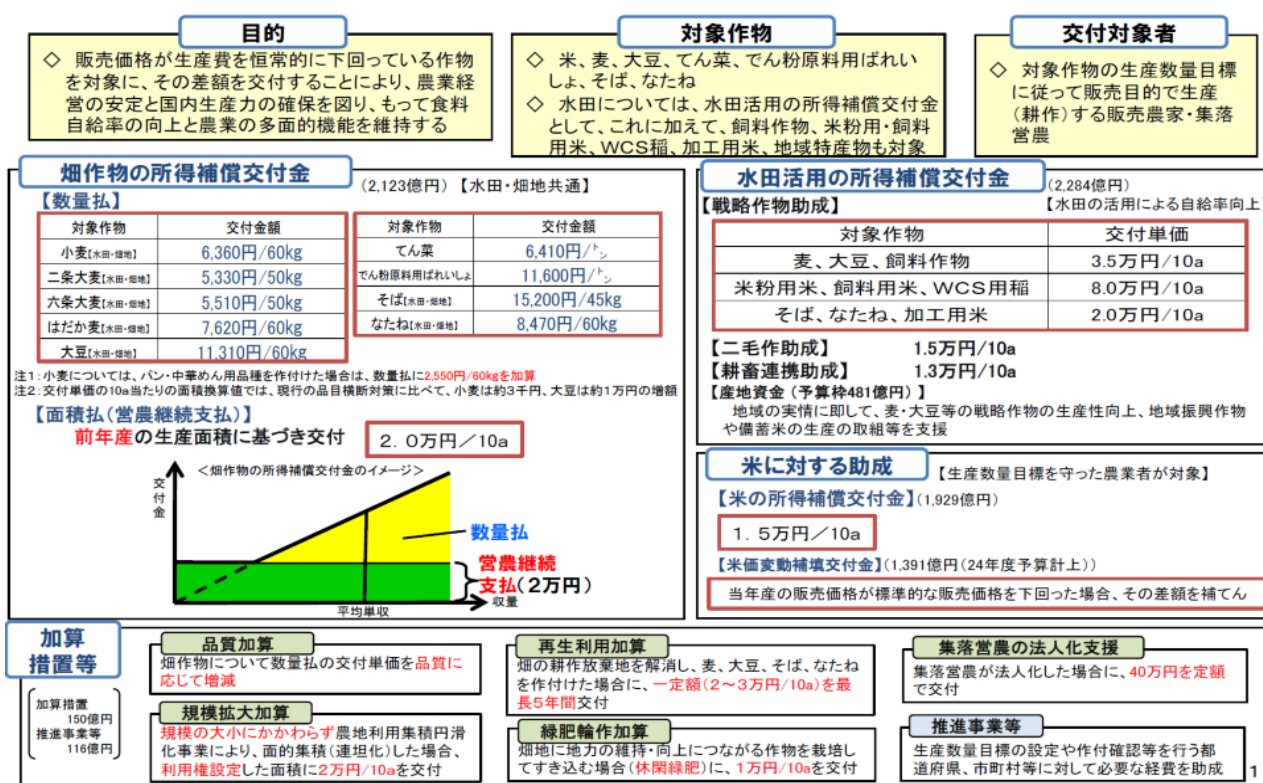 目的
◇ 販売価格が生産費を恒常的に下回っている作物
を対象に、その差額を交付することにより、農業経
営の安定と国内生産力の確保を図り、もって食料
自給率の向上と農業の多面的機能を維持する
対象作物
◇ 米、麦、大豆、てん菜、でん粉原料用ばれい
しょ、そば、なたね
◇ 水田については、水田活用の所得補償交付金
として、これに加えて、飼料作物、米粉用・飼料
用米、WCS稲、加工用米、地域特産物も対象
交付対象者
◇ 対象作物の生産数量目標
に従って販売目的で生産
(耕作)する販売農家・集落
営農
畑作物の所得補償交付金
(2,123億円)【水田・畑地共通】
【数量払】
対象作物 交付金額
小麦【水田・畑地】 6,360円/60kg
二条大麦【水田・畑地】 5,330円/50kg
六条大麦【水田・畑地】 5,510円/50kg
はだか麦【水田・畑地】 7,620円/60kg
大豆【水田・畑地】 11,310円/60kg
対象作物 交付金額
てん菜 6,410円/㌧
でん粉原料用ばれいしょ 11,600円/㌧
そば【水田・畑地】 15,200円/45kg
なたね【水田・畑地】 8,470円/60kg
注1:小麦については、パン・中華めん用品種を作付けた場合は、数量払に2,550円/60kgを加算
注2:交付単価の10a当たりの面積換算値では、現行の品目横断対策に比べて、小麦は約3千円、大豆は約1万円の増額
【面積払(営農継続支払)】
前年産の生産面積に基づき交付
2.0万円/10a
<畑作物の所得補償交付金のイメージ>
交付金
数量払
営農継続
支払(2万円)
収量
平均単収
水田活用の所得補償交付金
(2,284億円)
【戦略作物助成】
【水田の活用による自給率向上】
対象作物 交付単価
麦、大豆、飼料作物 3.5万円/10a
米粉用米、飼料用米、WCS用稲 8.0万円/10a
そば、なたね、加工用米 2.0万円/10a
【二毛作助成】 1.5万円/10a
【耕畜連携助成】 1.3万円/10a
【産地資金(予算枠481億円)】
地域の実情に即して、麦・大豆等の戦略作物の生産性向上、地域振興作物
や備蓄米の生産の取組等を支援
米に対する助成
【生産数量目標を守った農業者が対象】
【米の所得補償交付金】(1,929億円)
1.5万円/10a
【米価変動補填交付金】(1,391億円(24年度予算計上))
当年産の販売価格が標準的な販売価格を下回った場合、その差額を補てん
加算
措置等
加算措置
150億円
推進事業等
116億円
品質加算
畑作物について数量払の交付単価を品質に
応じて増減
規模拡大加算
規模の大小にかかわらず農地利用集積円滑
化事業により、面的集積(連坦化)した場合、
利用権設定した面積に2万円/10aを交付
再生利用加算
畑の耕作放棄地を解消し、麦、大豆、そば、なたね
を作付けた場合に、一定額(2~3万円/10a)を最
長5年間交付
緑肥輪作加算
畑地に地力の維持・向上につながる作物を栽培し
てすき込む場合(休閑緑肥)に、1万円/10aを交付
集落営農の法人化支援
集落営農が法人化した場合に、40万円を定額
で交付
推進事業等
生産数量目標の設定や作付確認等を行う都
道府県、市町村等に対して必要な経費を助成
1